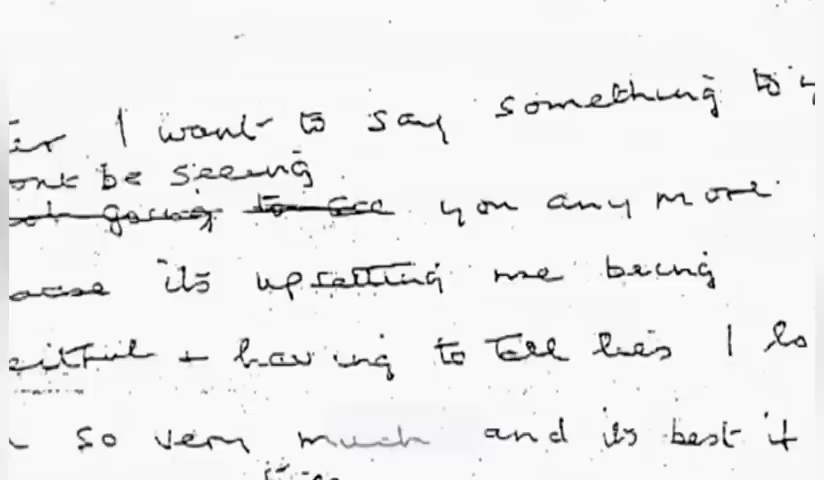 I want to say something to
be seeing
going to see you any more
its upsetting me being
+ having to tell lies I
so very much and its best if